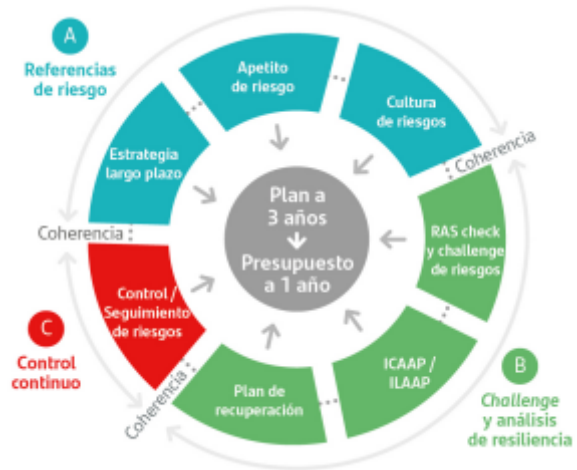 A
Referencias
de riesgo
Apetito
de riesgo
Cultura
de riesgos
Estrategia
largo plazo
Coherencia
Coherencia
Plan a
3 años
Presupuesto
a 1 año
RAS check
y challenge
de riesgos
Control /
Seguimiento
de riesgos
C
Control
continuo
Coherencia
Plan de
recuperación
ICAAP /
ILAAP
B
Challenge
y análisis
de resiliencia